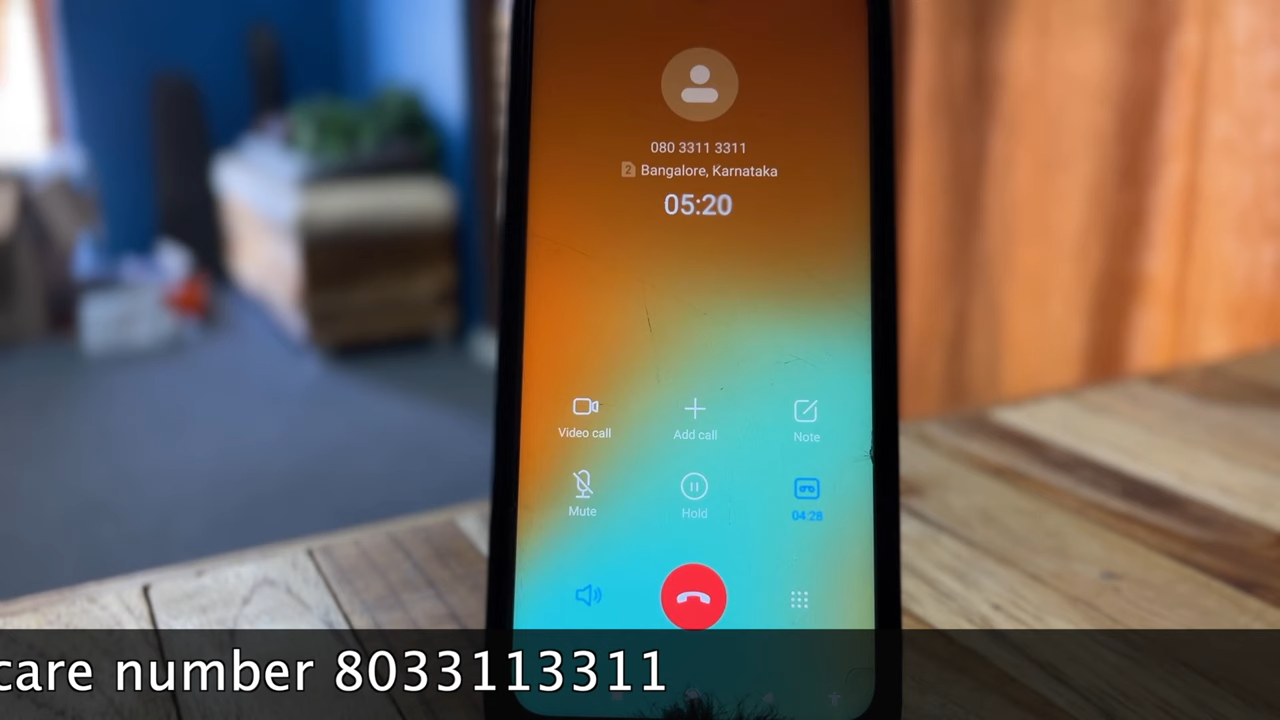 080 3311 3311
2 Bangalore, Karnataka
05:20
Video call
Add call
Note
Mute
Hold
04:28
care number 8033113311